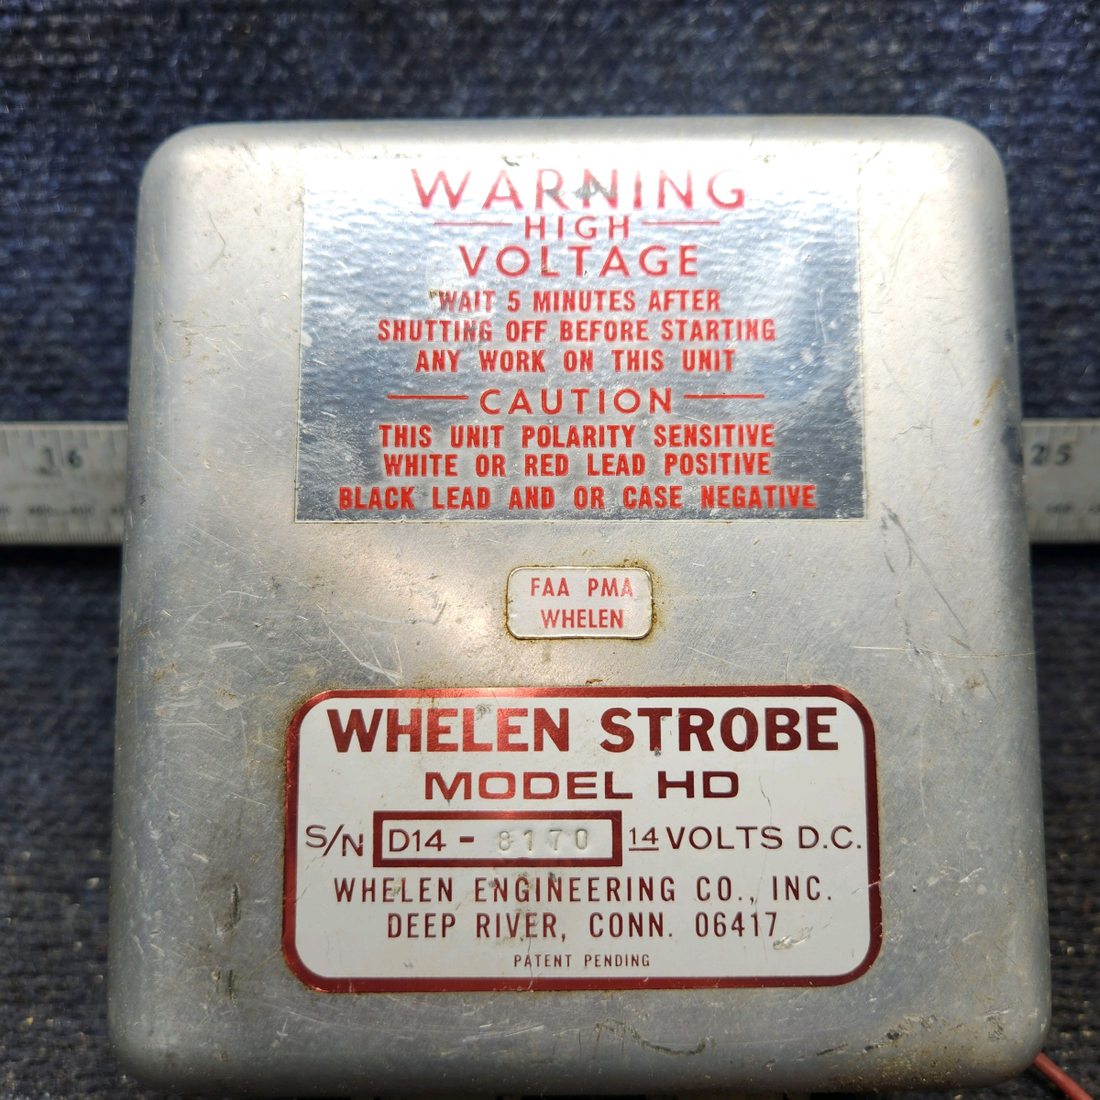 WARNING
HIGH
VOLTAGE
WAIT 5 MINUTES AFTER
SHUTTING OFF BEFORE STARTING
ANY WORK ON THIS UNIT
CAUTION
THIS UNIT POLARITY SENSITIVE
WHITE OR RED LEAD POSITIVE
BLACK LEAD AND OR CASE NEGATIVE
16
25
FAA PMA
WHELEN
WHELEN STROBE
MODEL HD
S/N D14 - 8170 14 VOLTS D.C.
WHELEN ENGINEERING CO., INC.
DEEP RIVER, CONN. 06417
PATENT PENDING